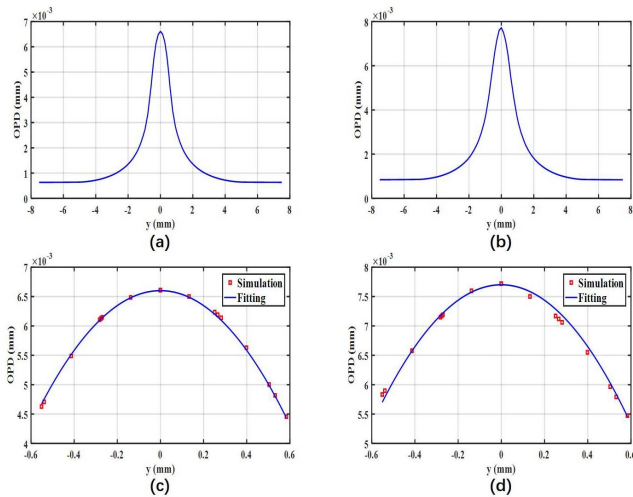 ×10⁻³
7
6
5
4
3
2
1
0
OPD (mm)
-8 -6 -4 -2 0 2 4 6 8
y (mm)
(a)
×10⁻³
8
6
4
2
0
OPD (mm)
-8 -6 -4 -2 0 2 4 6 8
y (mm)
(b)
×10⁻³
7
6.5
6
5.5
5
4.5
4
OPD (mm)
Simulation
Fitting
-0.6 -0.4 -0.2 0 0.2 0.4 0.6
y (mm)
(c)
×10⁻³
8
7.5
7
6.5
6
5.5
5
OPD (mm)
Simulation
Fitting
-0.6 -0.4 -0.2 0 0.2 0.4 0.6
y (mm)
(d)